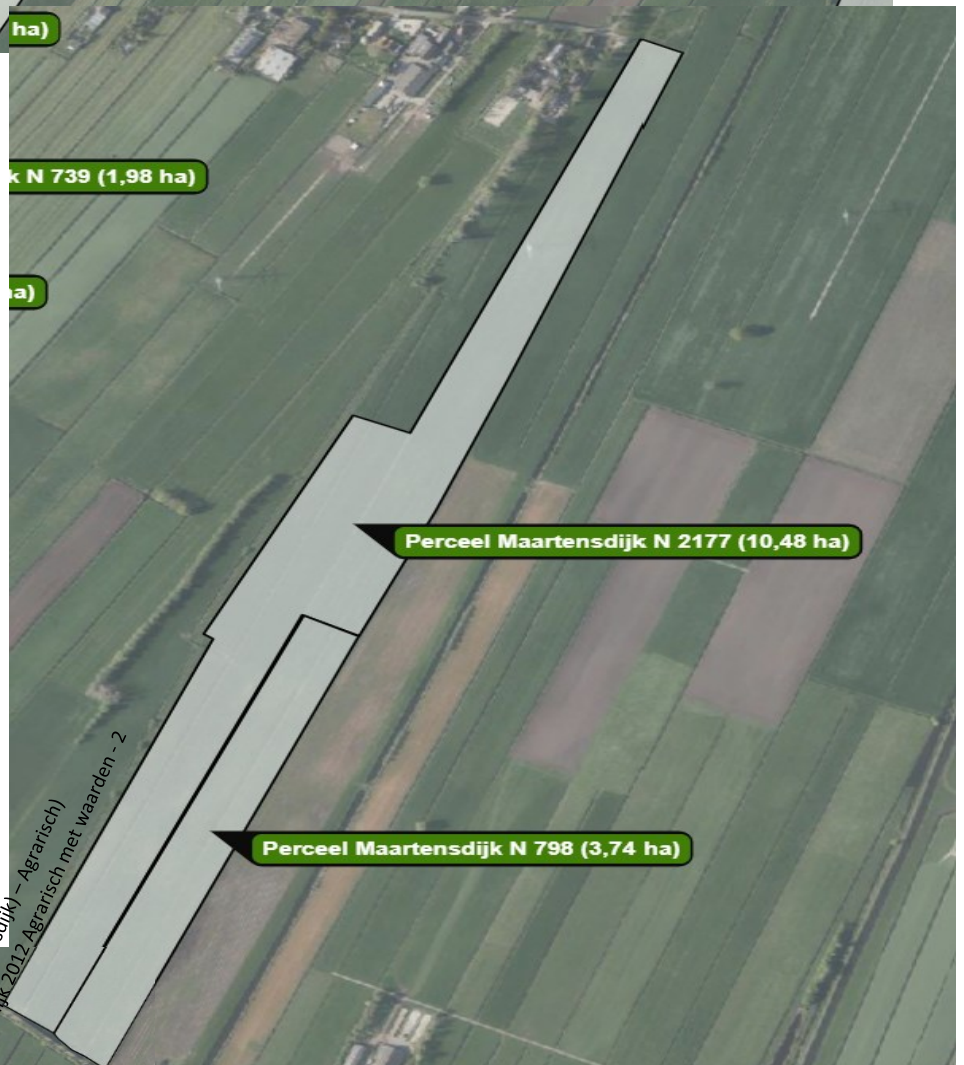 ha)
k N 739 (1,98 ha)
ha)
Perceel Maartensdijk N 2177 (10,48 ha)
Perceel Maartensdijk N 798 (3,74 ha)
dijk) – Agrarisch)
2012 Agrarisch met waarden - 2